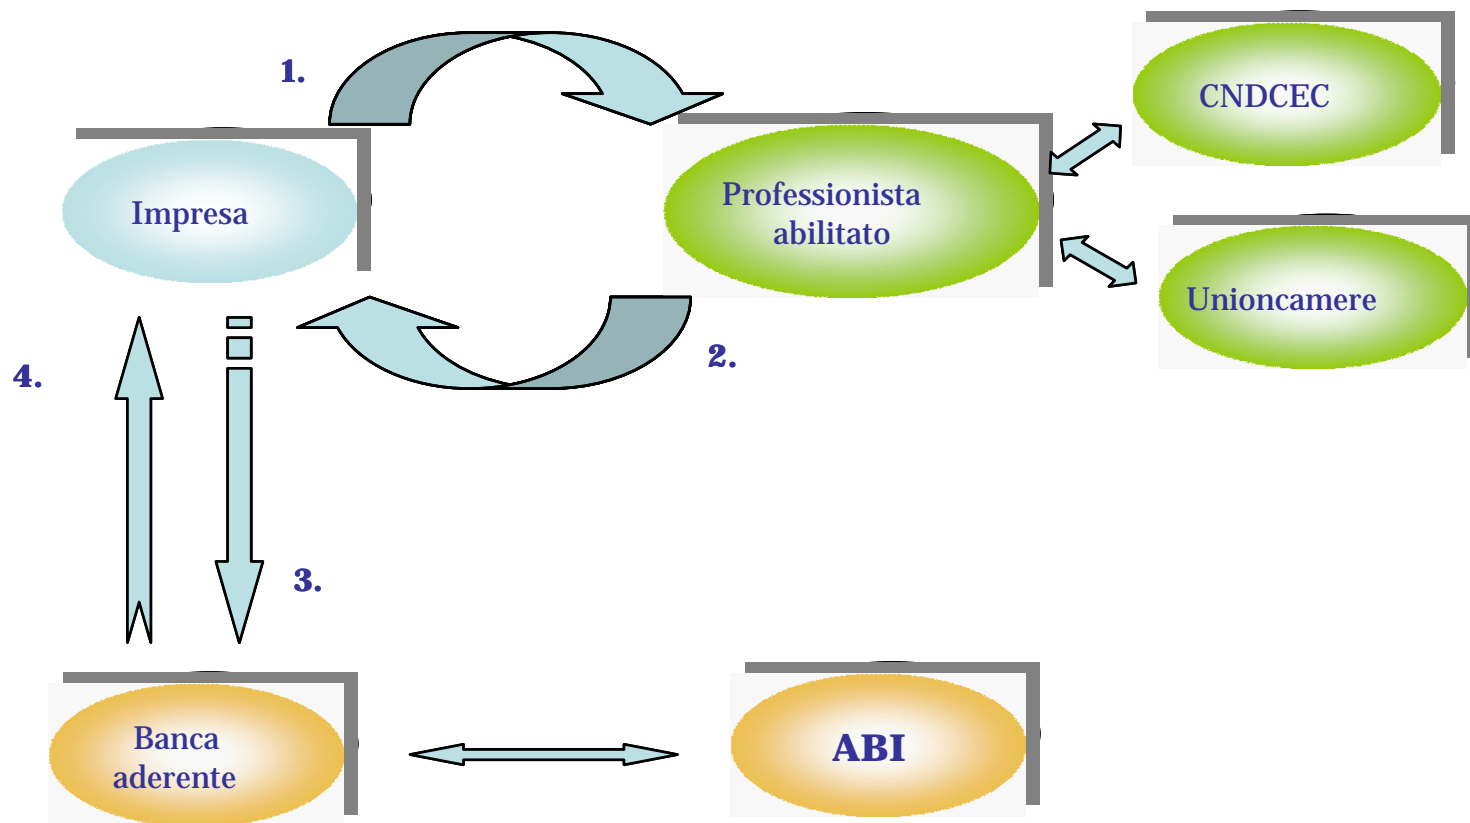 1.
CNDCEC
Impresa
Professionista
abilitato
Unioncamere
2.
4.
3.
Banca
aderente
ABI